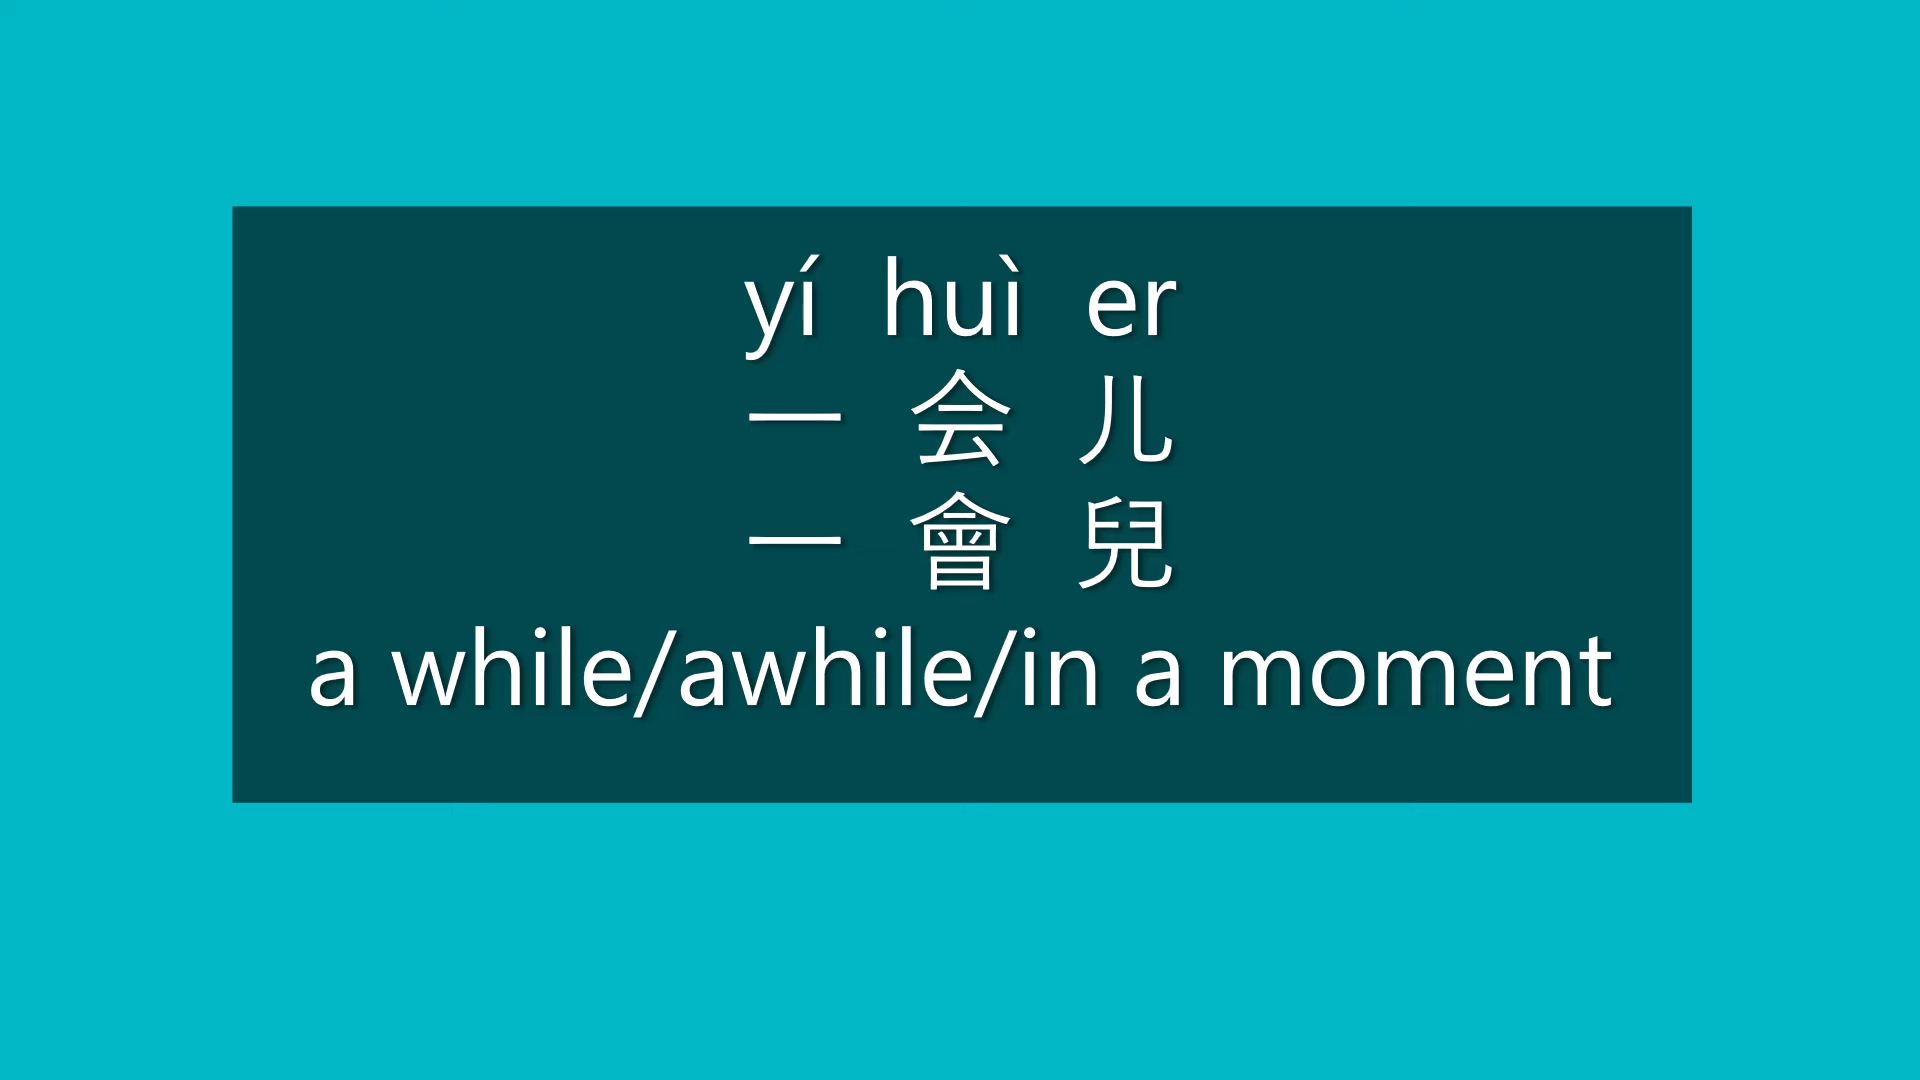 yí huì er
一 会 儿
一 會 兒
a while/awhile/in a moment